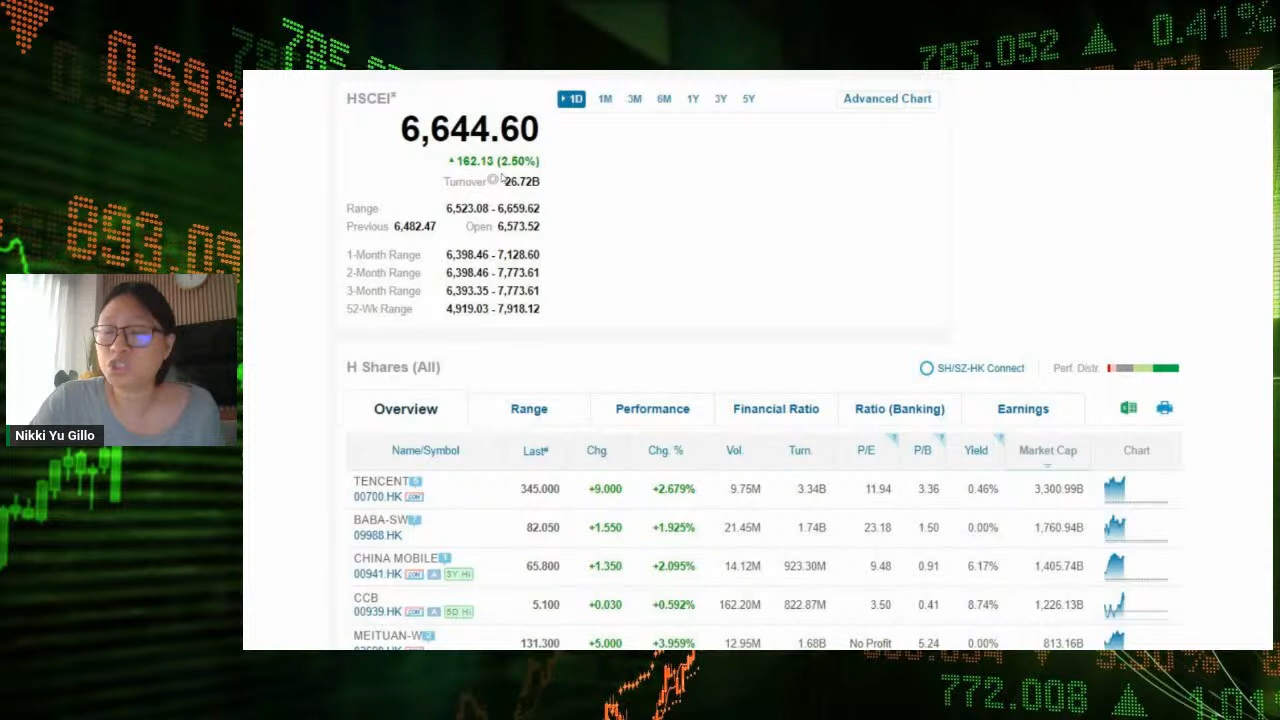 0.59%
785
785.052 ▲ 0.41%
893.09
HSCEI
1D 1M 3M 6M 1Y 3Y 5Y Advanced Chart
6,644.60
162.13 (2.50%)
Turnover 26.72B
Range 6,523.08 - 6,659.62
Previous 6,482.47 Open 6,573.52
1-Month Range 6,398.46 - 7,128.60
2-Month Range 6,398.46 - 7,773.61
3-Month Range 6,393.35 - 7,773.61
52-Wk Range 4,919.03 - 7,918.12
Nikki Yu Gillo
H Shares (All) SH/SZ-HK Connect Perf. Distr.
Overview Range Performance Financial Ratio Ratio (Banking) Earnings
Name/Symbol Last Chg. Chg. % Vol. Turn. P/E P/B Yield Market Cap Chart
TENCENT
00700.HK 345.000 +9.000 +2.679% 9.75M 3.34B 11.94 3.36 0.46% 3,300.99B
BABA-SW
09988.HK 82.050 +1.550 +1.925% 21.45M 1.74B 23.18 1.50 0.00% 1,760.94B
CHINA MOBILE
00941.HK 65.800 +1.350 +2.095% 14.12M 923.30M 9.48 0.91 6.17% 1,405.74B
CCB
00939.HK 5.100 +0.030 +0.592% 162.20M 822.87M 3.50 0.41 8.74% 1,226.13B
MEITUAN-W
131.300 +5.000 +3.959% 12.95M 1.68B No Profit 5.24 0.00% 813.16B
772.008 ▲